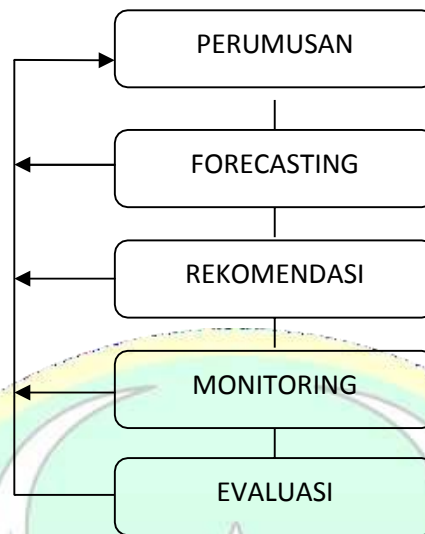 PERUMUSAN
FORECASTING
REKOMENDASI
MONITORING
EVALUASI